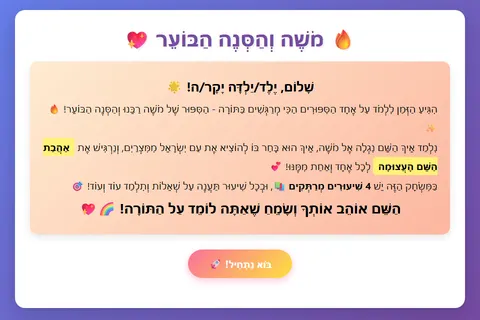 🔥 מֹשֶׁה וְהַסְּנֶה הַבּוֹעֵר 💖
שָׁלוֹם, יֶלֶד/יַלְדָּה יָקָר/ה! 🌟
הִגִּיעַ הַזְּמַן לִלְמֹד עַל אֶחָד הַסִּפּוּרִים הַכִּי מְרַגְּשִׁים בַּתּוֹרָה - הַסִּפּוּר שֶׁל מֹשֶׁה רַבֵּנוּ וְהַסְּנֶה הַבּוֹעֵר! 🔥
✨
נִלְמַד אֵיךְ הַשֵּׁם נִגְלָה אֶל מֹשֶׁה, אֵיךְ הוּא בָּחַר בּוֹ לְהוֹצִיא אֶת עַם יִשְׂרָאֵל מִמִּצְרַיִם, וְנַרְגִּישׁ אֶת אַהֲבַת
הַשֵּׁם הָעֲצוּמָה לְכָל אֶחָד וְאַחַת מִמֶּנּוּ! 💕
בַּמִּשְׂחָק הַזֶּה יֵשׁ 4 שִׁיעוּרִים מְרַתְּקִים 📚, וּבְכָל שִׁיעוּר תַּעֲנֶה עַל שְׁאֵלוֹת וְתִלְמַד עוֹד וְעוֹד! 🎯
הַשֵּׁם אוֹהֵב אוֹתְךָ וְשָׂמֵחַ שֶׁאַתָּה לוֹמֵד עַל הַתּוֹרָה! 🌈💖
בּוֹא נַתְחִיל! 🚀